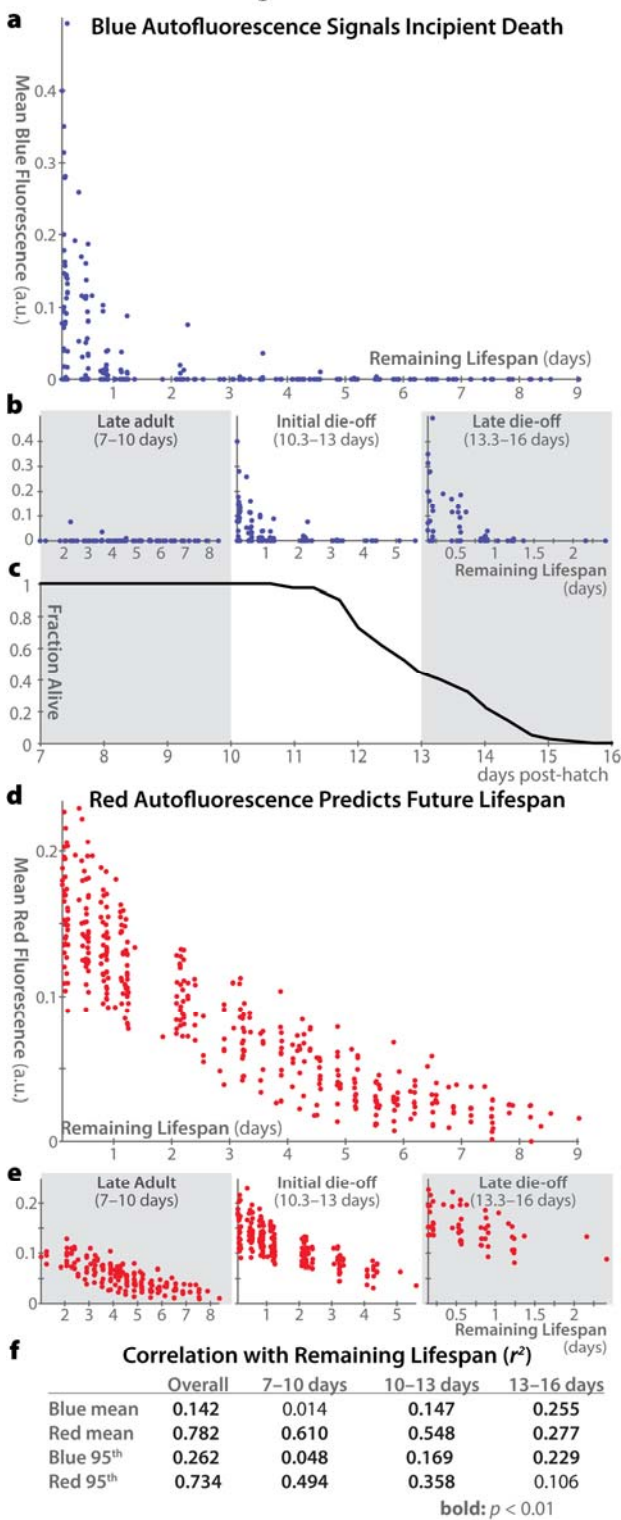 a
Blue Autofluorescence Signals Incipient Death
Mean Blue Fluorescence (a.u.)
0.4
0.3
0.2
0.1
0
Remaining Lifespan (days)
1 2 3 4 5 6 7 8 9
b
Late adult
(7–10 days)
Initial die-off
(10.3–13 days)
Late die-off
(13.3–16 days)
0.4
0.3
0.2
0.1
0
2 3 4 5 6 7 8
1 2 3 4 5
0.5 1 1.5 2
Remaining Lifespan
(days)
c
Fraction Alive
1
0.8
0.6
0.4
0.2
0
7 8 9 10 11 12 13 14 15 16
days post-hatch
d
Red Autofluorescence Predicts Future Lifespan
Mean Red Fluorescence (a.u.)
0.2
0.1
0
Remaining Lifespan (days)
1 2 3 4 5 6 7 8 9
e
Late Adult
(7–10 days)
Initial die-off
(10.3–13 days)
Late die-off
(13.3–16 days)
0.2
0.1
0
2 3 4 5 6 7 8
1 2 3 4 5
0.5 1 1.5 2
Remaining Lifespan
(days)
f
Correlation with Remaining Lifespan (r²)
Overall 7–10 days 10–13 days 13–16 days
Blue mean 0.142 0.014 0.147 0.255
Red mean 0.782 0.610 0.548 0.277
Blue 95th 0.262 0.048 0.169 0.229
Red 95th 0.734 0.494 0.358 0.106
bold: p < 0.01